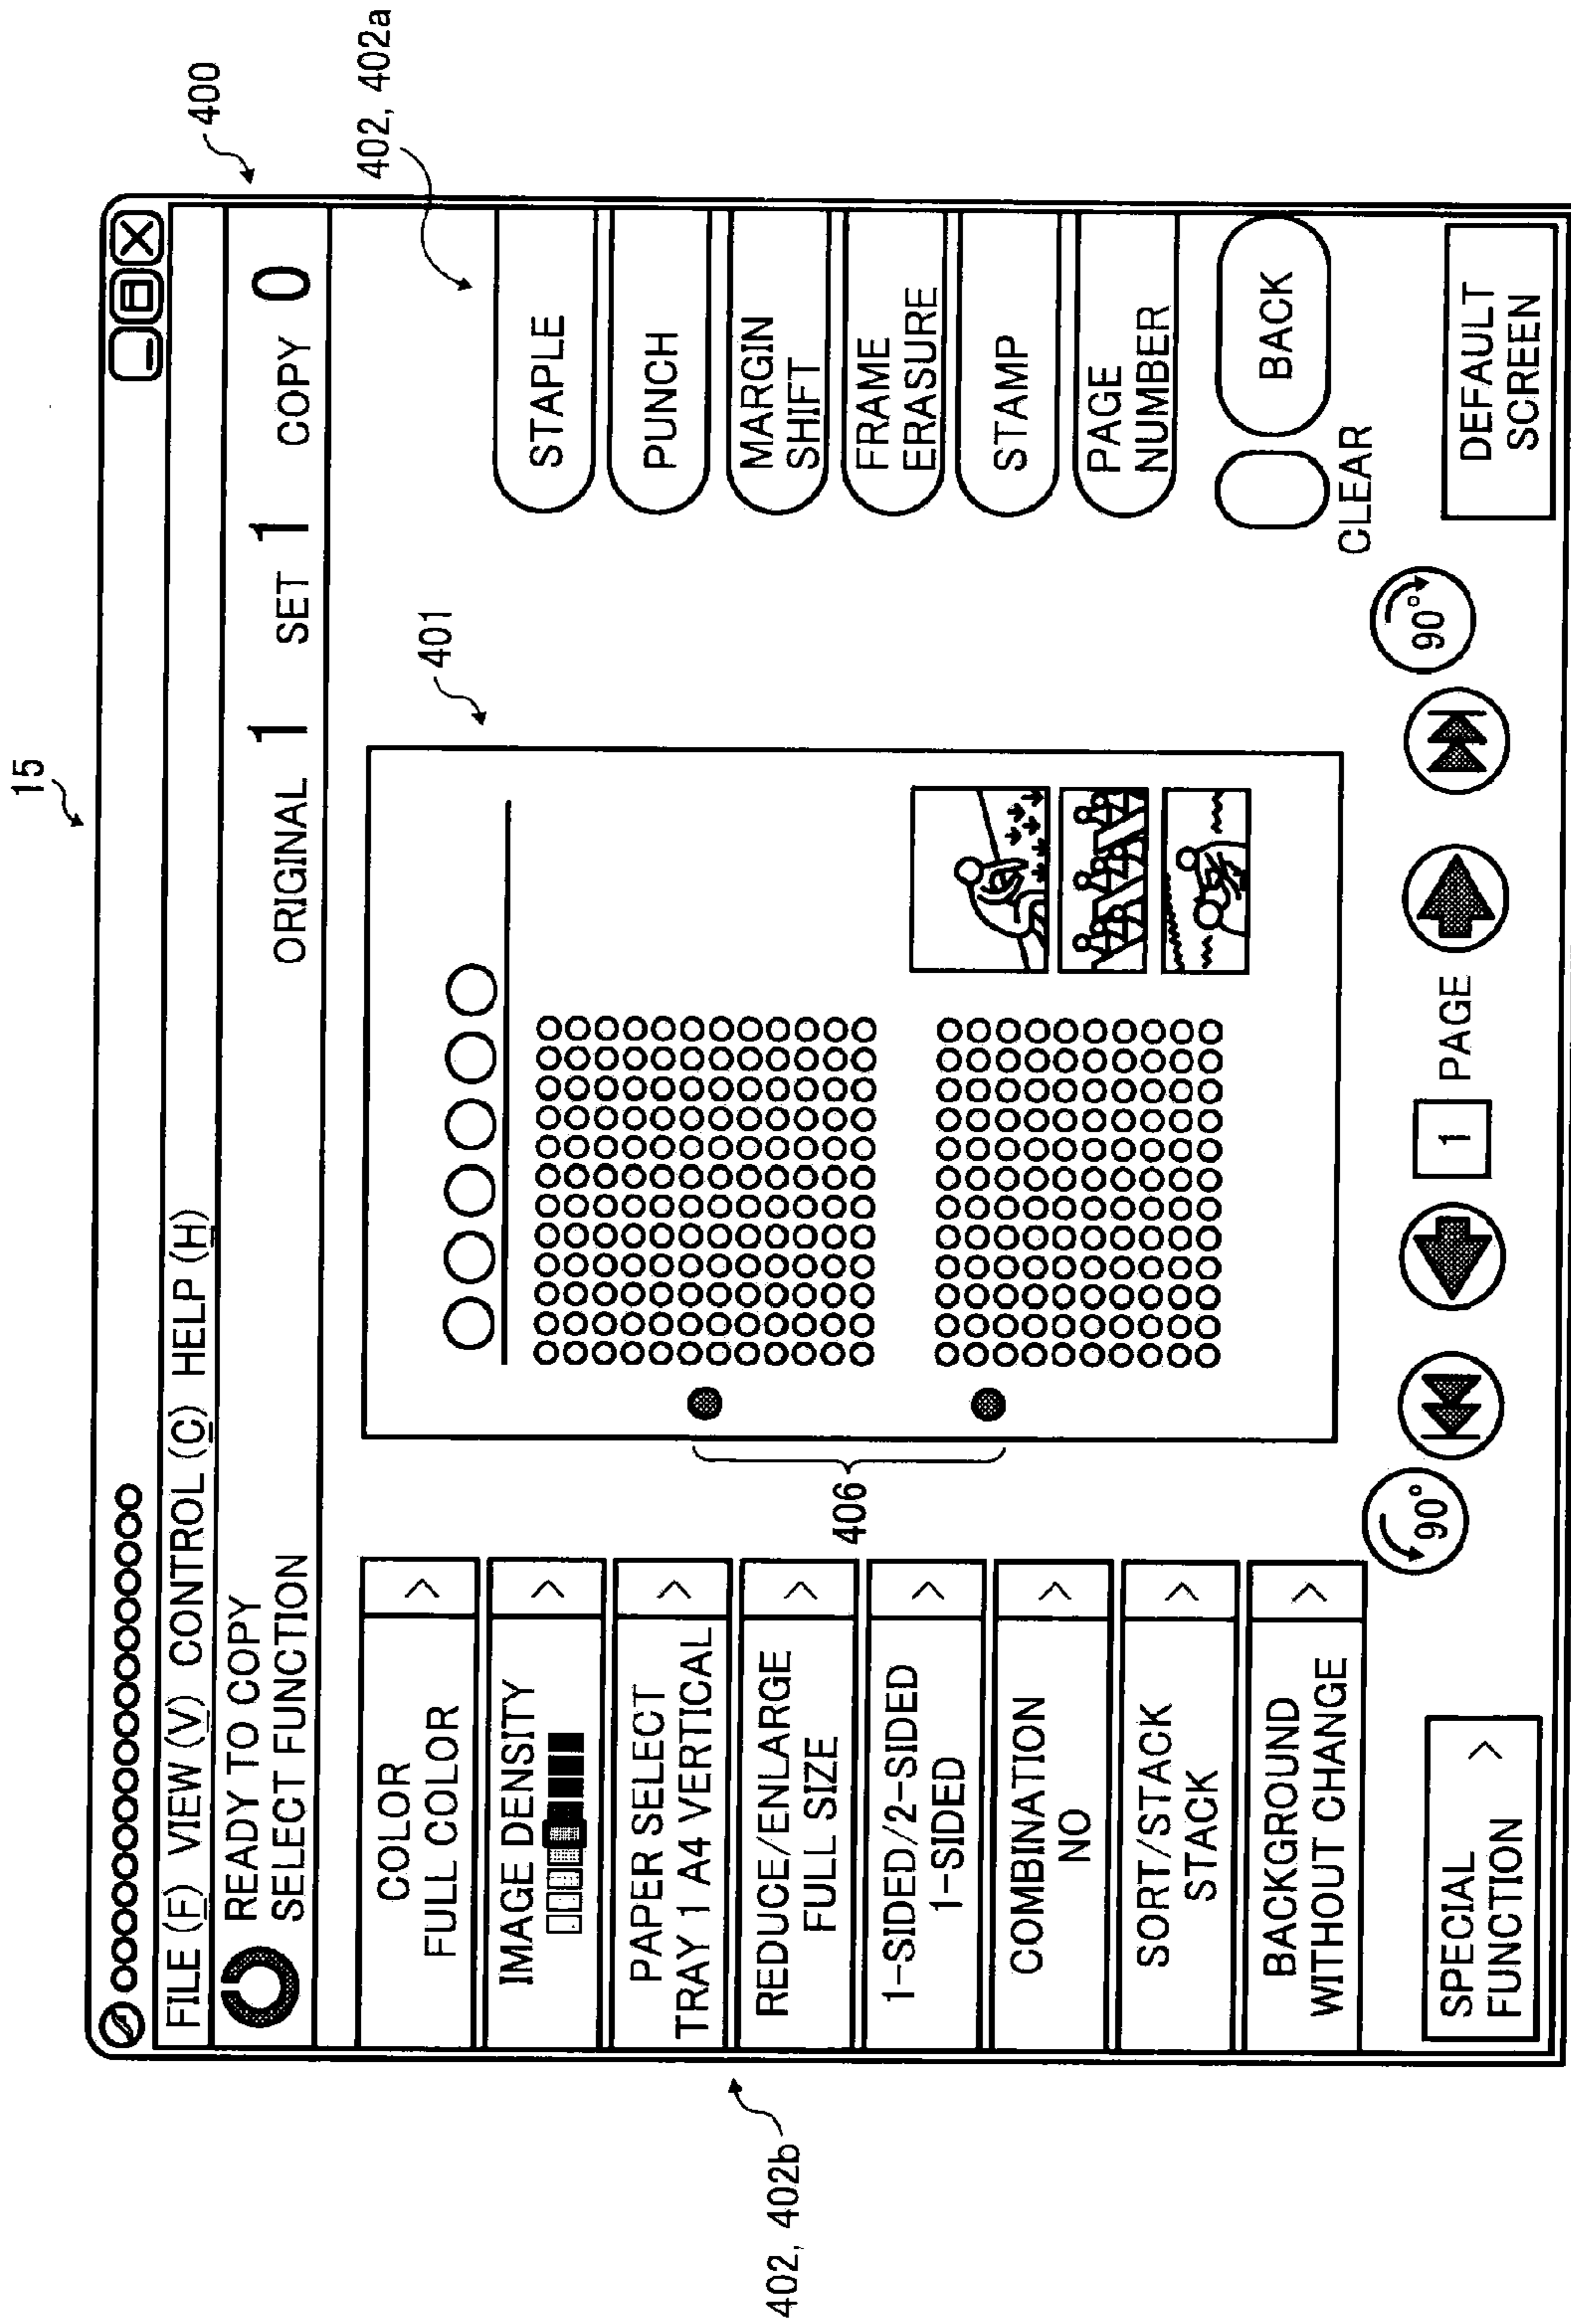 15
400
FILE (F) VIEW (V) CONTROL (C) HELP (H)
READY TO COPY
SELECT FUNCTION
ORIGINAL 1 SET 1 COPY 0
402, 402a
401
COLOR >
FULL COLOR
IMAGE DENSITY >
PAPER SELECT >
TRAY 1 A4 VERTICAL
REDUCE/ENLARGE >
FULL SIZE
1-SIDED/2-SIDED >
1-SIDED
COMBINATION >
NO
SORT/STACK >
STACK
BACKGROUND >
WITHOUT CHANGE
402, 402b
406
STAPLE
PUNCH
MARGIN
SHIFT
FRAME
ERASURE
STAMP
PAGE
NUMBER
BACK
CLEAR
90°
1 PAGE
90°
SPECIAL
FUNCTION >
DEFAULT
SCREEN